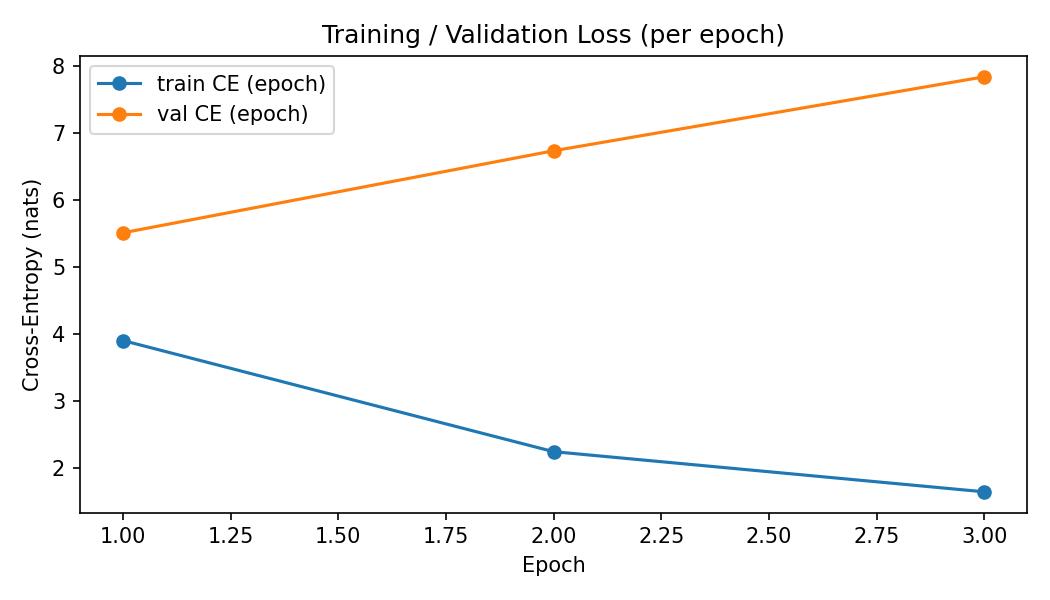 Training / Validation Loss (per epoch)
train CE (epoch)
val CE (epoch)
Cross-Entropy (nats)
8
7
6
5
4
3
2
1.00 1.25 1.50 1.75 2.00 2.25 2.50 2.75 3.00
Epoch